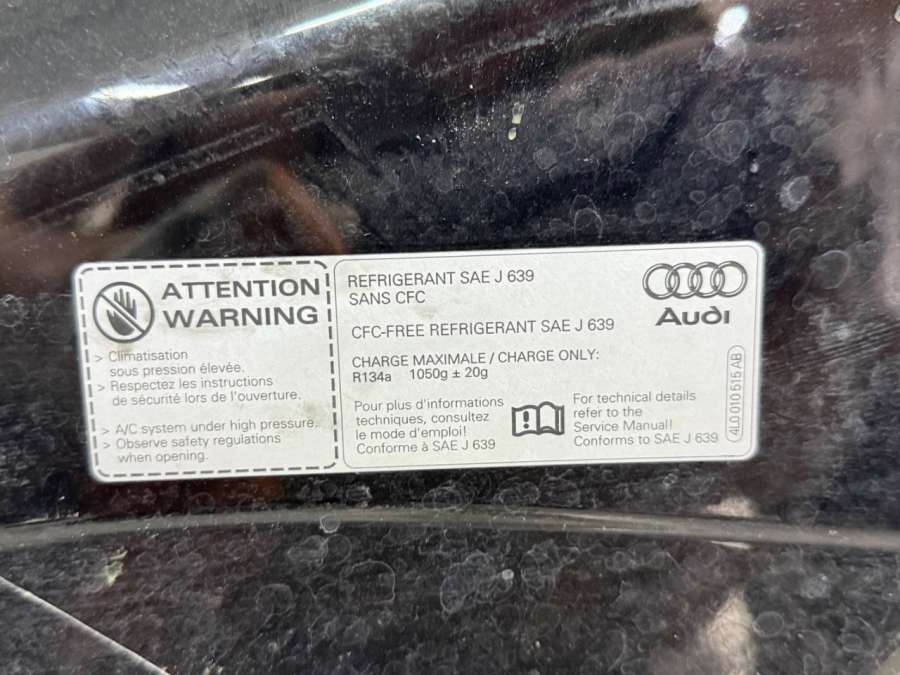 ATTENTION
WARNING
> Climatisation
sous pression élevée.
> Respectez les instructions
de sécurité lors de l'ouverture.
> A/C system under high pressure.
> Observe safety regulations
when opening.
REFRIGERANT SAE J 639
SANS CFC
CFC-FREE REFRIGERANT SAE J 639
CHARGE MAXIMALE / CHARGE ONLY:
R134a 1050g ± 20g
Pour plus d'informations
techniques, consultez
le mode d'emploi!
Conforme à SAE J 639
For technical details
refer to the
Service Manual!
Conforms to SAE J 639
Audi
4L0 010 515 AB